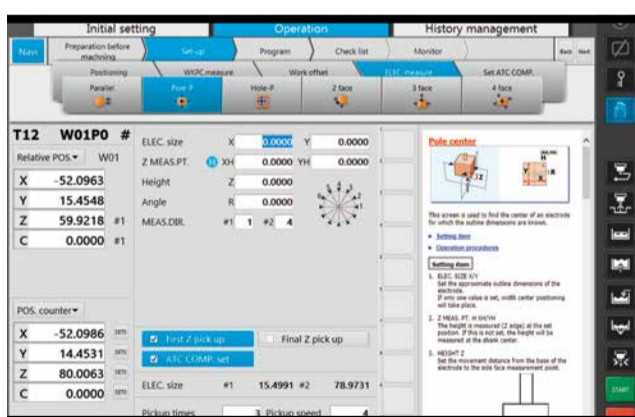 Initial setting
Operation
History management
Navi
Preparation before
machining
Set-up
Program
Check list
Monitor
Back
Next
Positioning
WKPC measure
Work offset
ELEC. measure
Set ATC COMP.
Parallel
Pole-P
Hole-P
2 face
3 face
4 face
T12 W01P0 #
Relative POS.▾ W01
X -52.0963
Y 15.4548
Z 59.9218 #1
C 0.0000 #1
POS. counter▾
X -52.0986
Y 14.4531
Z 80.0063
C 0.0000
ELEC. size X 0.0000 Y 0.0000
Z MEAS.PT. H XH 0.0000 YH 0.0000
Height Z 0.0000
Angle R 0.0000
MEAS.DIR. #1 1 #2 4
First Z pick up
Final Z pick up
ATC COMP. set
ELEC. size #1 15.4991 #2 78.9731
Pickup times 3 Pickup speed 4
Pole center
This screen is used to find the center of an electrode
for which the outline dimensions are known.
Setting item
Operation procedures
Setting item
1. ELEC. SIZE X/Y
Set the approximate outline dimensions of the
electrode.
If only one value is set, width center positioning
will take place.
2. Z MEAS. PT. H XH/YH
The height is measured (Z edge) at the set
position. If this is not set, the height will be
measured at the shank center.
3. HEIGHT Z
Set the movement distance from the base of the
electrode to the side face measurement point.
START